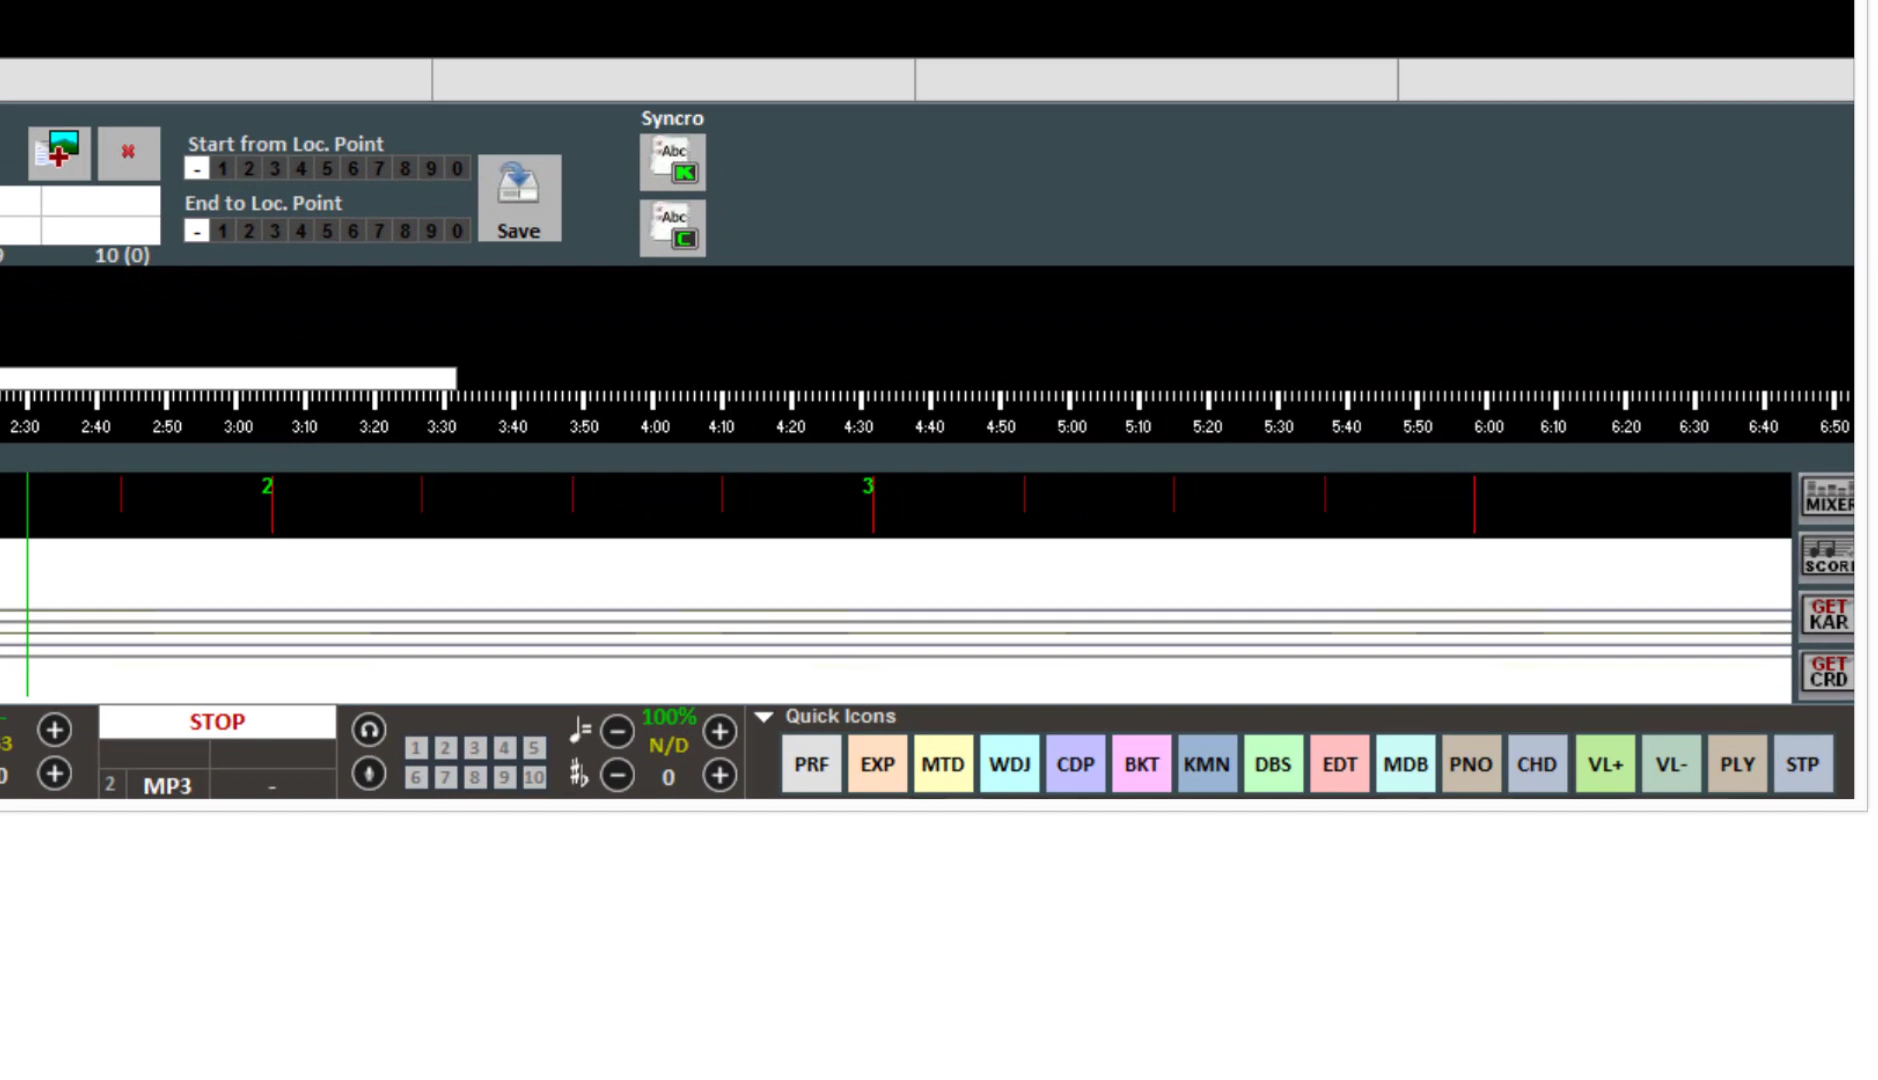 Syncro
Start from Loc. Point
Abc
K
- 1 2 3 4 5 6 7 8 9 0
End to Loc. Point
Abc
C
- 1 2 3 4 5 6 7 8 9 0
Save
10 (0)
2:30 2:40 2:50 3:00 3:10 3:20 3:30 3:40 3:50 4:00 4:10 4:20 4:30 4:40 4:50 5:00 5:10 5:20 5:30 5:40 5:50 6:00 6:10 6:20 6:30 6:40 6:50
2 3
MIXER
SCORE
GET
KAR
GET
CRD
STOP
100%
Quick Icons
1 2 3 4 5
N/D
3
PRF EXP MTD WDJ CDP BKT KMN DBS EDT MDB PNO CHD VL+ VL- PLY STP
0
6 7 8 9 10
0
2 MP3 -